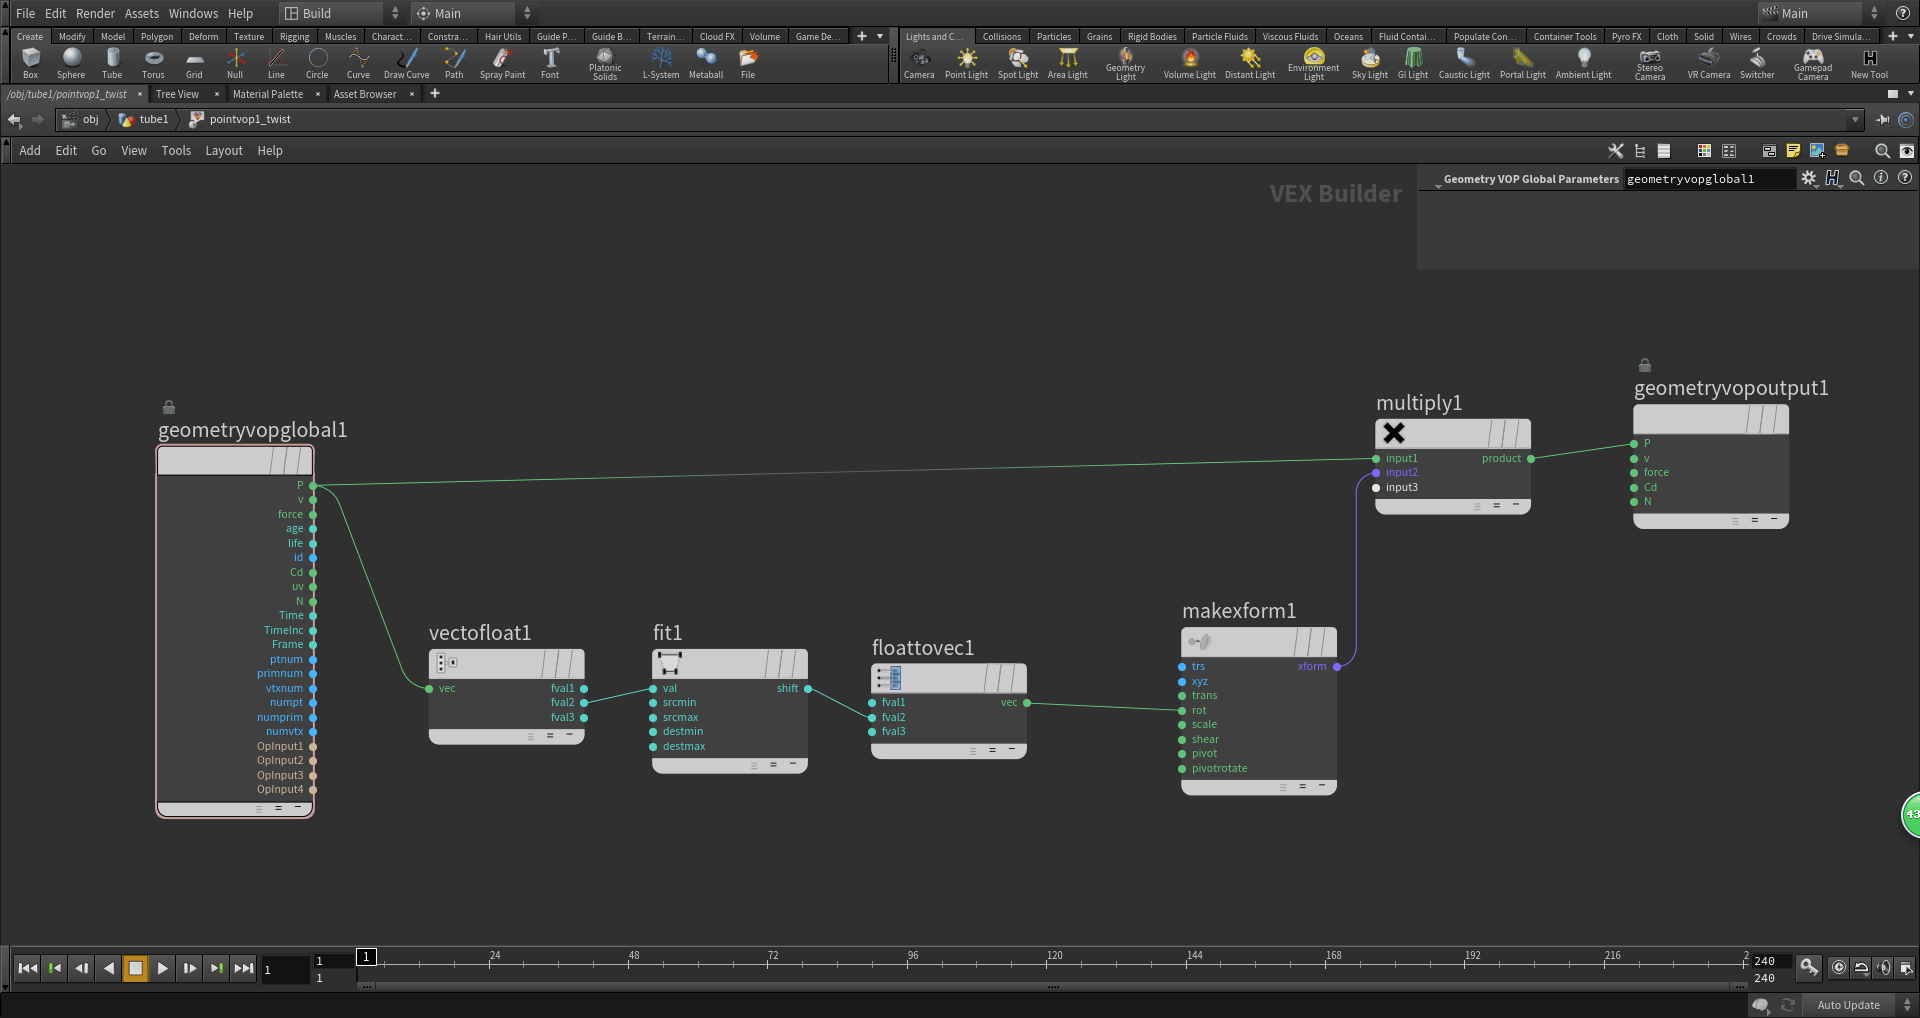 File Edit Render Assets Windows Help Build Main Main
Create Modify Model Polygon Deform Texture Rigging Muscles Charact... Constra... Hair Utils Guide P... Guide B... Terrain... Cloud FX Volume Game De... Lights and C... Collisions Particles Grains Rigid Bodies Particle Fluids Viscous Fluids Oceans Fluid Contai... Populate Con... Container Tools Pyro FX Cloth Solid Wires Crowds Drive Simula...
Box Sphere Tube Torus Grid Null Line Circle Curve Draw Curve Path Spray Paint Font Platonic Solids L-System Metaball File Camera Point Light Spot Light Area Light Geometry Light Volume Light Distant Light Environment Light Sky Light GI Light Caustic Light Portal Light Ambient Light Stereo Camera VR Camera Switcher Gamepad Camera New Tool
/obj/tube1/pointvop1_twist Tree View Material Palette Asset Browser
obj tube1 pointvop1_twist
Add Edit Go View Tools Layout Help
VEX Builder
Geometry VOP Global Parameters geometryvopglobal1
geometryvopglobal1
P
v
force
age
life
id
Cd
uv
N
Time
TimeInc
Frame
ptnum
primnum
vtxnum
numpt
numprim
numvtx
OpInput1
OpInput2
OpInput3
OpInput4
vectofloat1
vec fval1
fval2
fval3
fit1
val shift
srcmin
srcmax
destmin
destmax
floattovec1
fval1 vec
fval2
fval3
makexform1
trs xform
xyz
trans
rot
scale
shear
pivot
pivotrotate
multiply1
input1 product
input2
input3
geometryvopoutput1
P
v
force
Cd
N
43
1 1 1 24 48 72 96 120 144 168 192 216 2 240
1 240
Auto Update